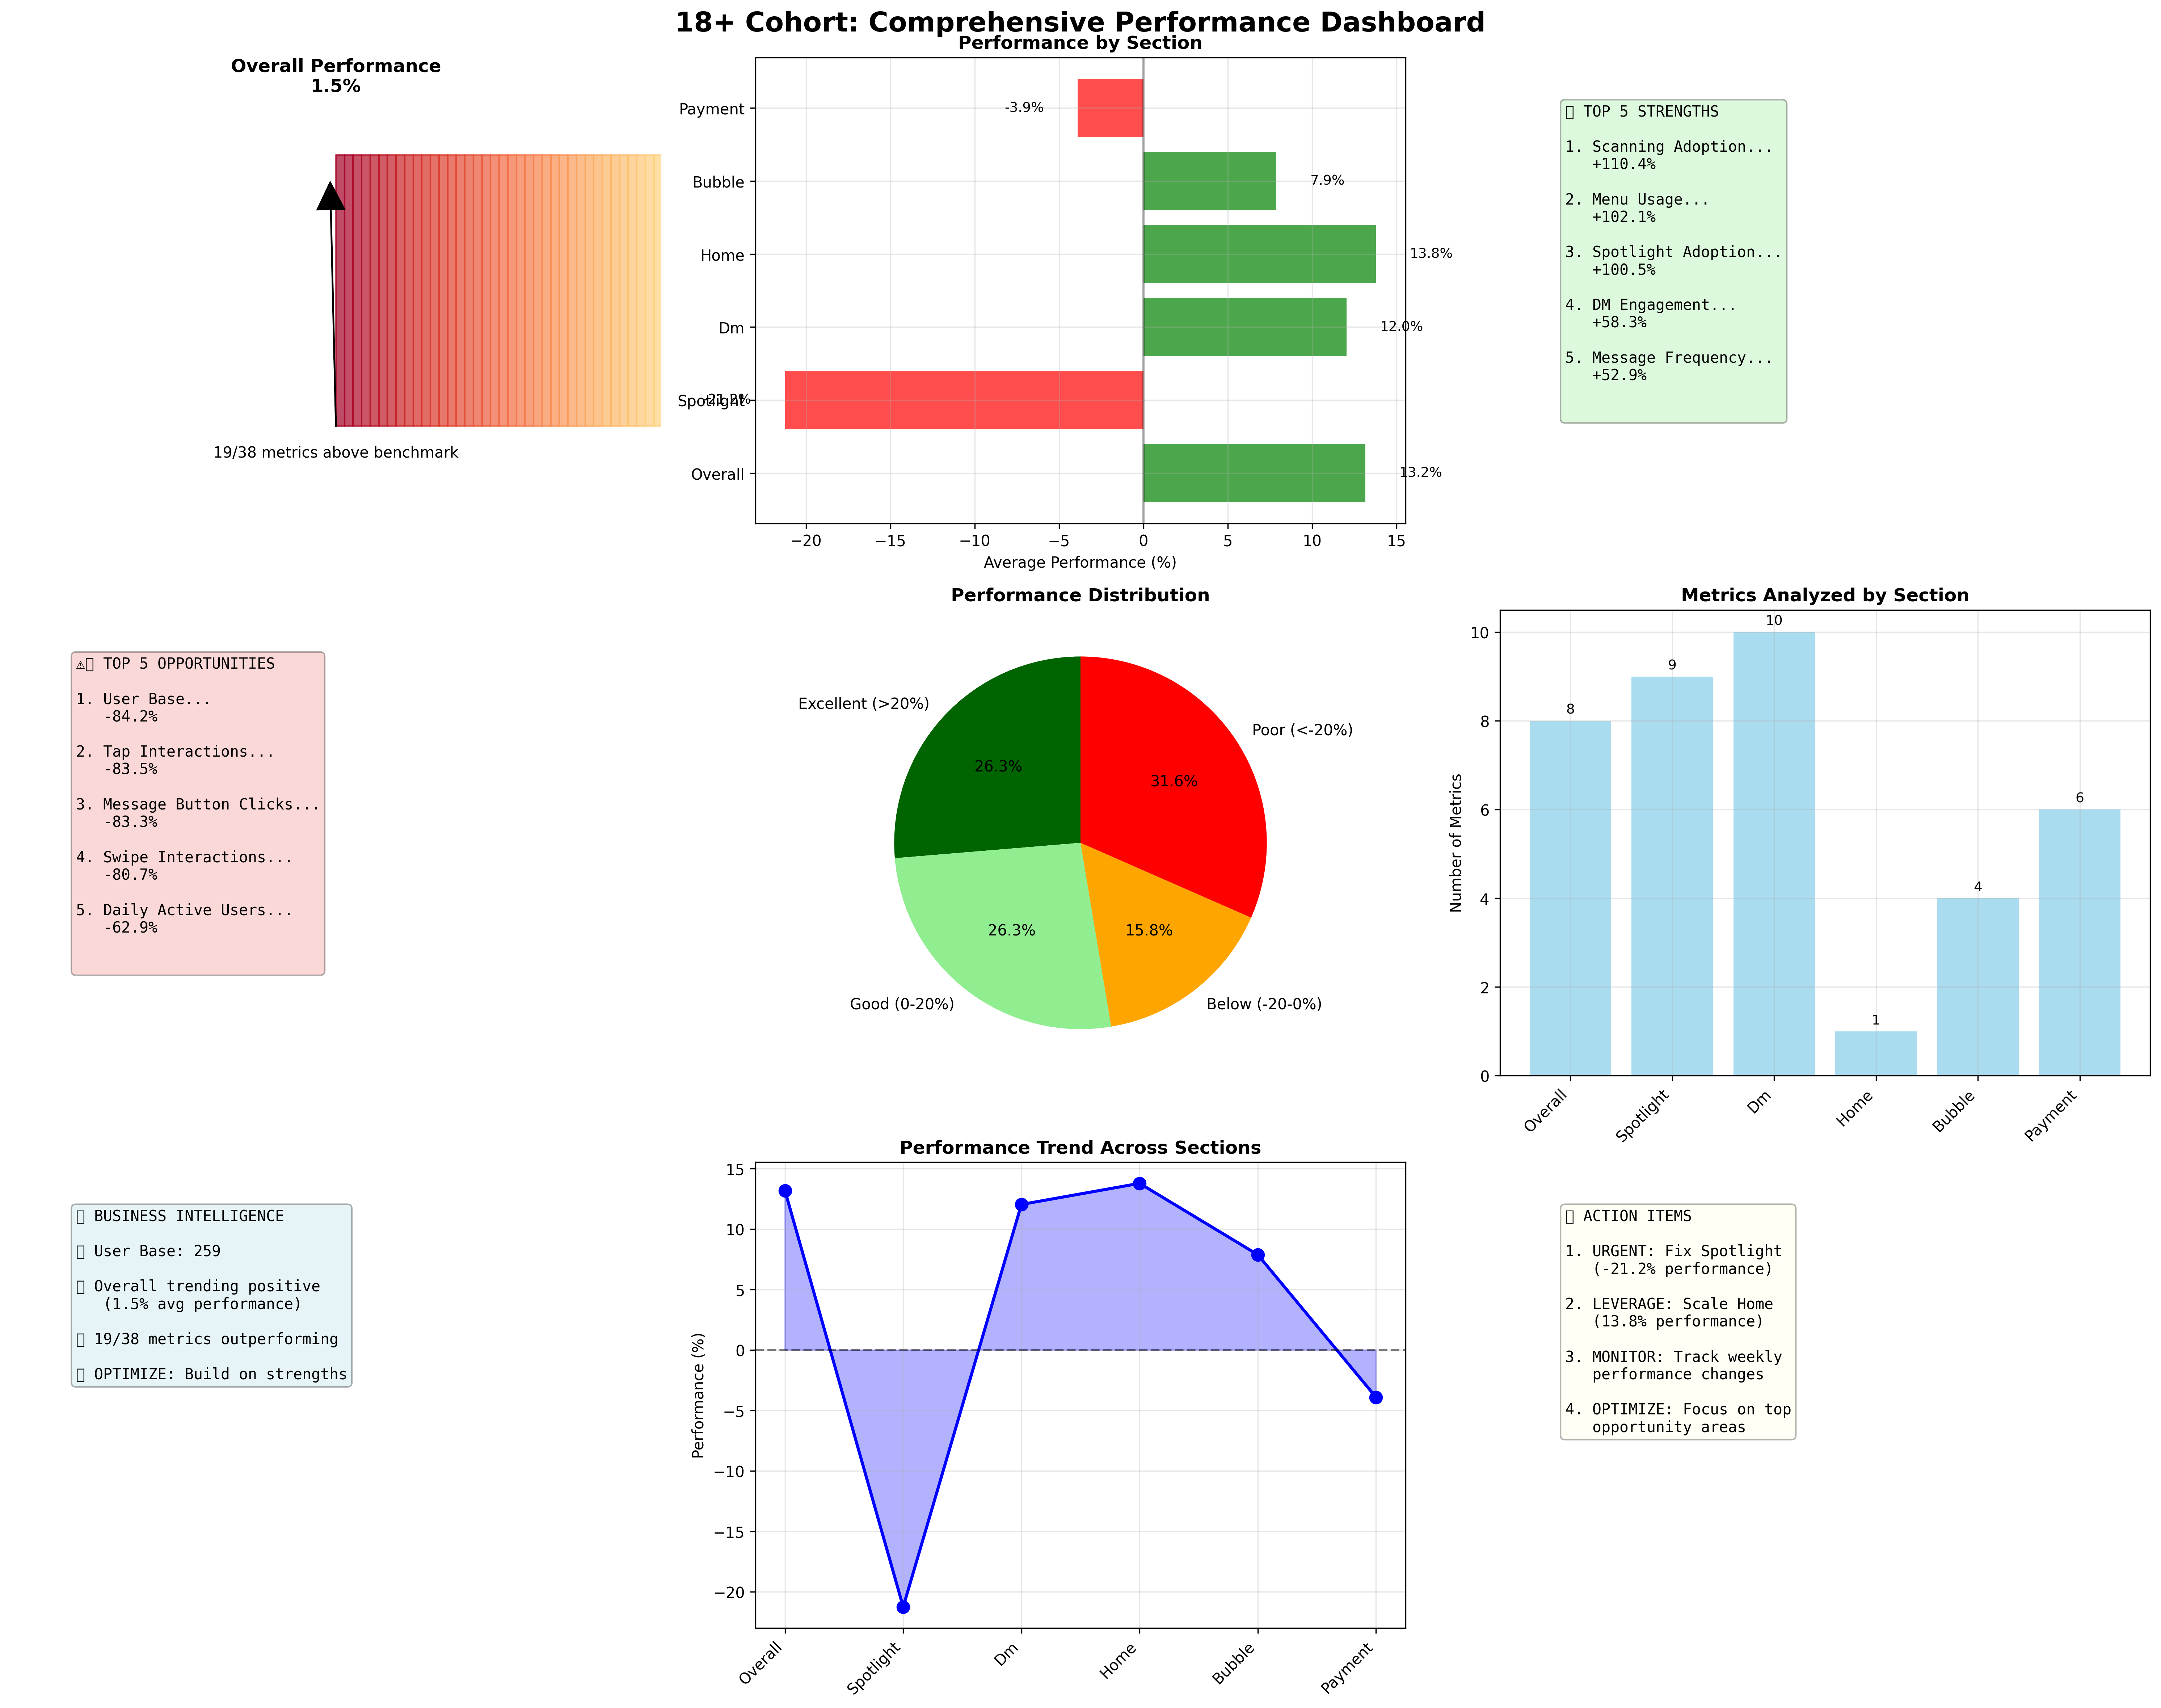 18+ Cohort: Comprehensive Performance Dashboard
Overall Performance
1.5%
19/38 metrics above benchmark
Performance by Section
Payment
-3.9%
Bubble
7.9%
Home
13.8%
Dm
12.0%
Spotlight
-21.2%
Overall
13.2%
−20
−15
−10
−5
0
5
10
15
Average Performance (%)
TOP 5 STRENGTHS
1. Scanning Adoption...
+110.4%
2. Menu Usage...
+102.1%
3. Spotlight Adoption...
+100.5%
4. DM Engagement...
+58.3%
5. Message Frequency...
+52.9%
⚠ TOP 5 OPPORTUNITIES
1. User Base...
-84.2%
2. Tap Interactions...
-83.5%
3. Message Button Clicks...
-83.3%
4. Swipe Interactions...
-80.7%
5. Daily Active Users...
-62.9%
Performance Distribution
Excellent (>20%)
26.3%
Poor (<-20%)
31.6%
Good (0-20%)
26.3%
Below (-20-0%)
15.8%
Metrics Analyzed by Section
Number of Metrics
10
8
6
4
2
0
8
9
10
1
4
6
Overall
Spotlight
Dm
Home
Bubble
Payment
BUSINESS INTELLIGENCE
User Base: 259
Overall trending positive
(1.5% avg performance)
19/38 metrics outperforming
OPTIMIZE: Build on strengths
Performance Trend Across Sections
Performance (%)
15
10
5
0
−5
−10
−15
−20
Overall
Spotlight
Dm
Home
Bubble
Payment
ACTION ITEMS
1. URGENT: Fix Spotlight
(-21.2% performance)
2. LEVERAGE: Scale Home
(13.8% performance)
3. MONITOR: Track weekly
performance changes
4. OPTIMIZE: Focus on top
opportunity areas